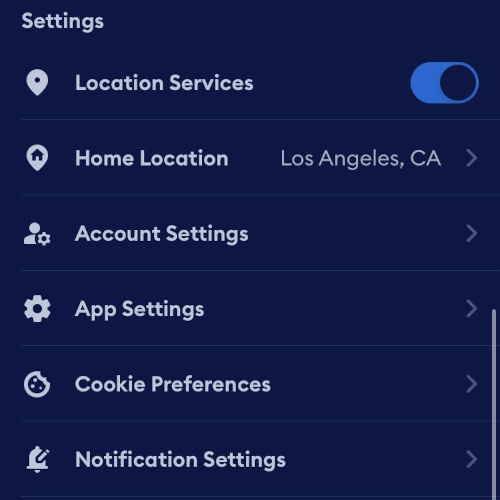 Settings
Location Services
Home Location Los Angeles, CA
Account Settings
App Settings
Cookie Preferences
Notification Settings